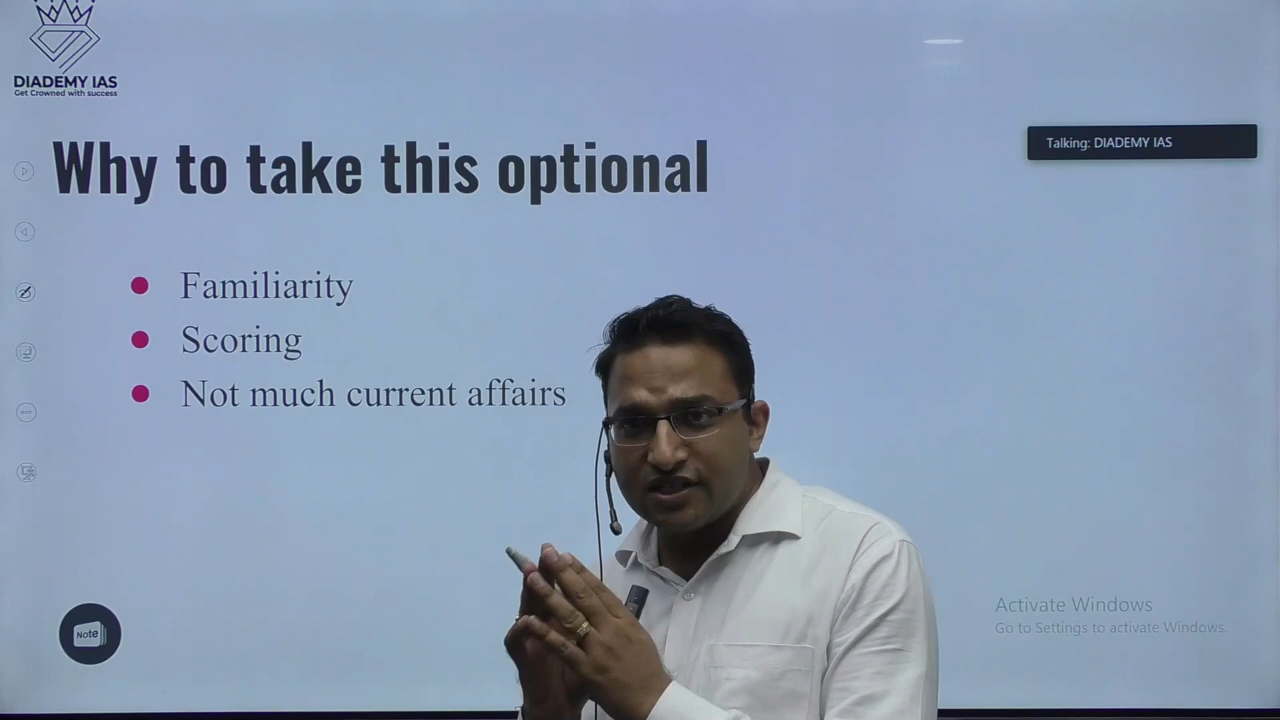 DIADEMY IAS
Get Crowned with success
Talking: DIADEMY IAS
Why to take this optional
Familiarity
Scoring
Not much current affairs
Activate Windows
Go to Settings to activate Windows.
Note